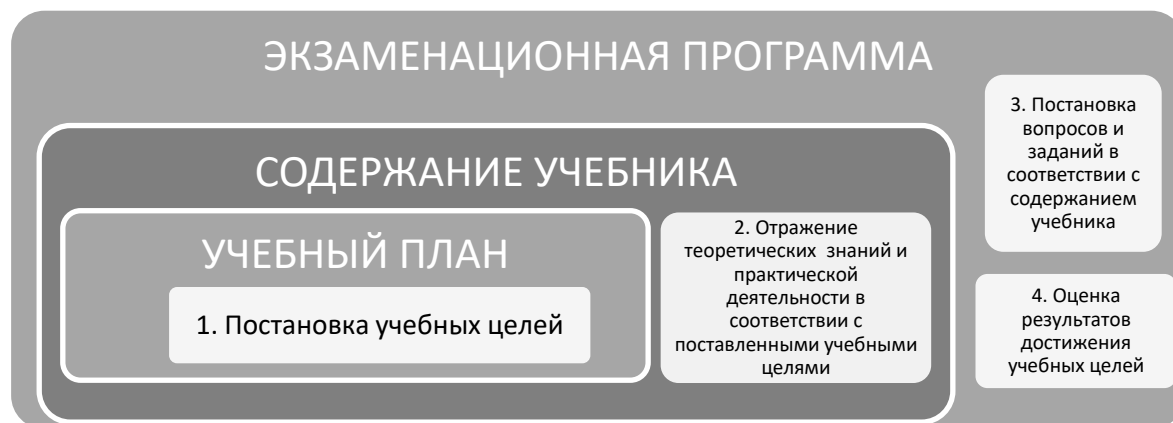 ЭКЗАМЕНАЦИОННАЯ ПРОГРАММА
СОДЕРЖАНИЕ УЧЕБНИКА
УЧЕБНЫЙ ПЛАН
1. Постановка учебных целей
2. Отражение
теоретических знаний и
практической
деятельности в
соответствии с
поставленными учебными
целями
3. Постановка
вопросов и
заданий в
соответствии с
содержанием
учебника
4. Оценка
результатов
достижения
учебных целей